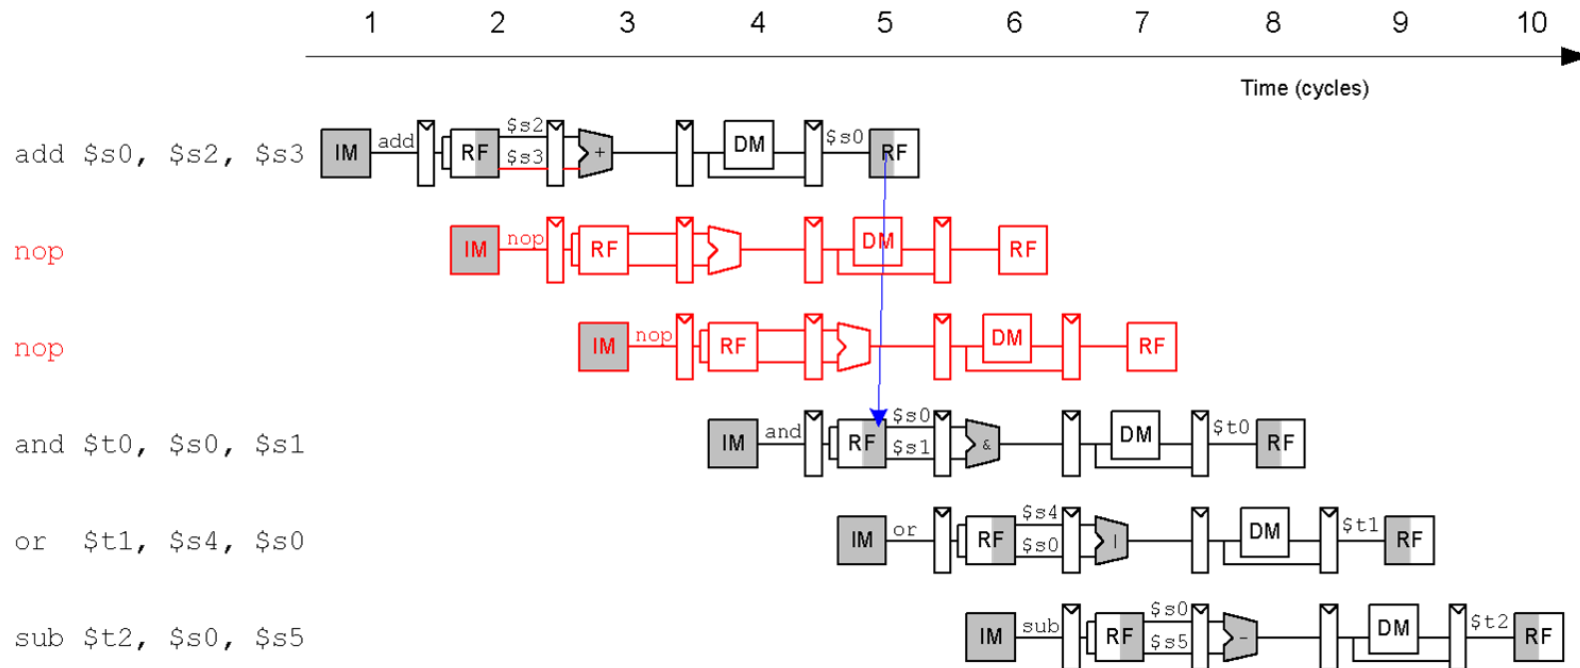 1 2 3 4 5 6 7 8 9 10
Time (cycles)
add $s0, $s2, $s3 IM add RF $s2 $s3 + DM $s0 RF
nop IM nop RF DM RF
nop IM nop RF DM RF
and $t0, $s0, $s1 IM and RF $s0 $s1 & DM $t0 RF
or $t1, $s4, $s0 IM or RF $s4 $s0 | DM $t1 RF
sub $t2, $s0, $s5 IM sub RF $s0 $s5 - DM $t2 RF